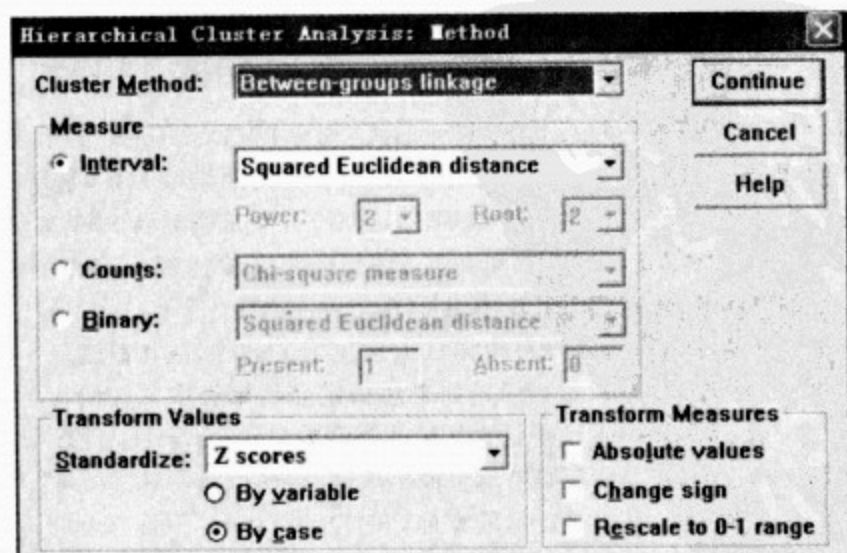 Hierarchical Cluster Analysis: Method
Cluster Method: Between-groups linkage Continue
Measure Cancel
Interval: Squared Euclidean distance Help
Power: 2 Root: 2
Counts: Chi-square measure
Binary: Squared Euclidean distance
Present: 1 Absent: 0
Transform Values Transform Measures
Standardize: Z scores Absolute values
By variable Change sign
By case Rescale to 0-1 range